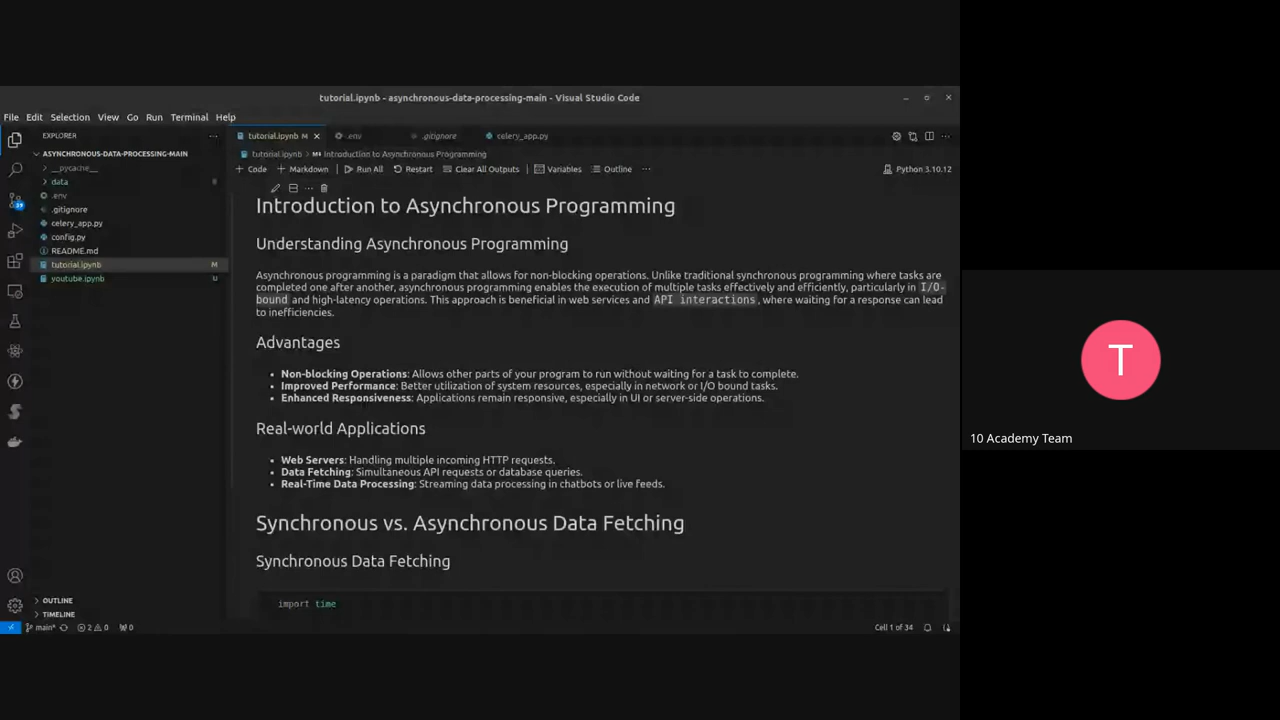 tutorial.ipynb - asynchronous-data-processing-main - Visual Studio Code
File Edit Selection View Go Run Terminal Help
EXPLORER
ASYNCHRONOUS-DATA-PROCESSING-MAIN
__pycache__
data
.env
.gitignore
celery_app.py
config.py
README.md
tutorial.ipynb M
youtube.ipynb U
OUTLINE
TIMELINE
39
tutorial.ipynb M .env .gitignore celery_app.py
tutorial.ipynb Introduction to Asynchronous Programming
Code Markdown Run All Restart Clear All Outputs Variables Outline Python 3.10.12
Introduction to Asynchronous Programming
Understanding Asynchronous Programming
Asynchronous programming is a paradigm that allows for non-blocking operations. Unlike traditional synchronous programming where tasks are
completed one after another, asynchronous programming enables the execution of multiple tasks effectively and efficiently, particularly in I/O-
bound and high-latency operations. This approach is beneficial in web services and API interactions, where waiting for a response can lead
to inefficiencies.
Advantages
• Non-blocking Operations: Allows other parts of your program to run without waiting for a task to complete.
• Improved Performance: Better utilization of system resources, especially in network or I/O bound tasks.
• Enhanced Responsiveness: Applications remain responsive, especially in UI or server-side operations.
Real-world Applications
• Web Servers: Handling multiple incoming HTTP requests.
• Data Fetching: Simultaneous API requests or database queries.
• Real-Time Data Processing: Streaming data processing in chatbots or live feeds.
Synchronous vs. Asynchronous Data Fetching
Synchronous Data Fetching
import time
main* 2 0 0 Cell 1 of 34
T
10 Academy Team